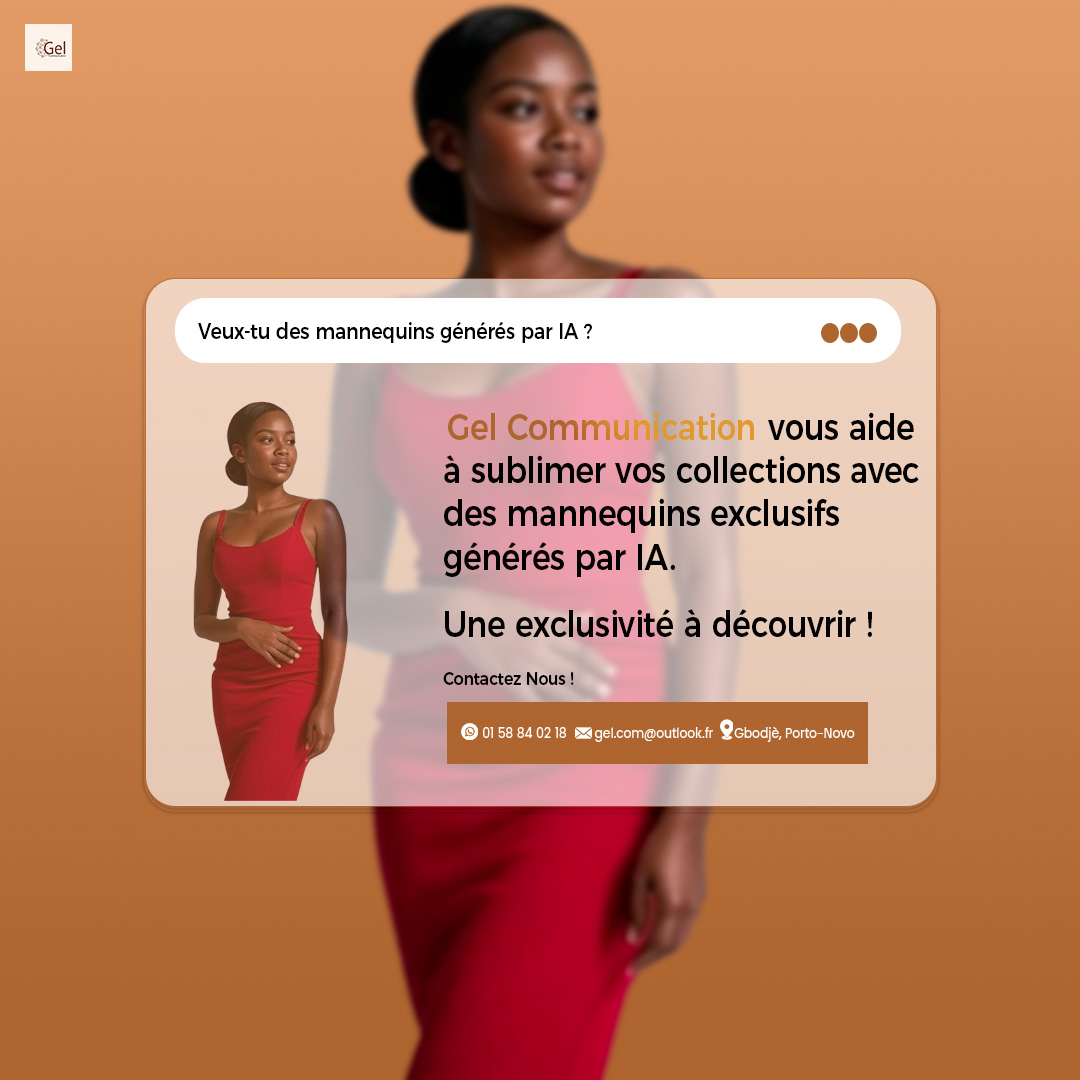 Gel
Veux-tu des mannequins générés par IA ?
Gel Communication vous aide
à sublimer vos collections avec
des mannequins exclusifs
générés par IA.
Une exclusivité à découvrir !
Contactez Nous !
01 58 84 02 18 gel.com@outlook.fr Gbodjè, Porto-Novo